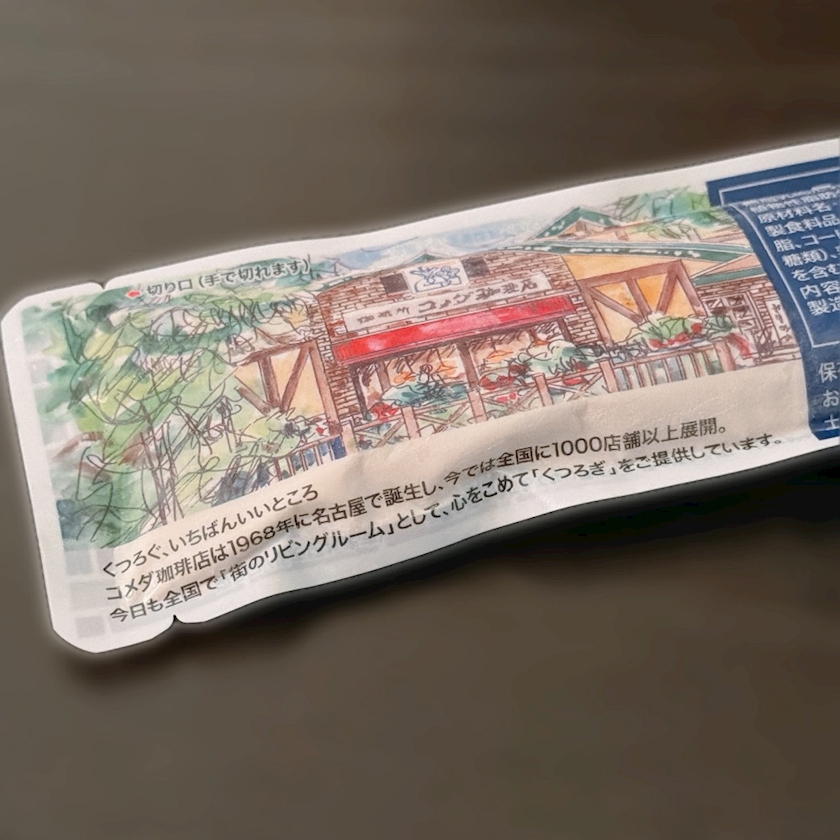 切り口(手で切れます)
珈琲所 コメダ珈琲店
くつろぐ、いちばんいいところ
コメダ珈琲店は1968年に名古屋で誕生し、今では全国に1000店舗以上展開。
今日も全国で「街のリビングルーム」として、心をこめて「くつろぎ」をご提供しています。
植物性脂肪
原材料名
製食料品
脂、コー
糖類)、
を含む
内容
製造
保
お